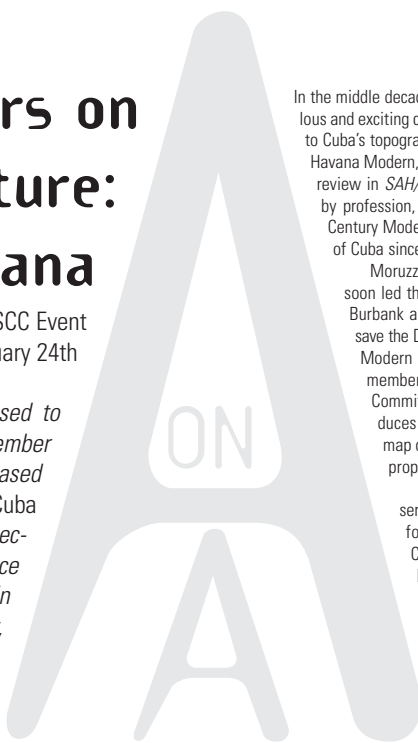 rs on
ture:
ana
SCC Event
uary 24th
sed to
ember
ased
Cuba
ec-
ce
in
A
ON
A
In the middle decad
lous and exciting c
to Cuba's topogra
Havana Modern,
review in SAH/
by profession,
Century Mode
of Cuba since
Moruzz
soon led th
Burbank a
save the D
Modern
member
Commi
duces
map o
prop
ser
fo
C